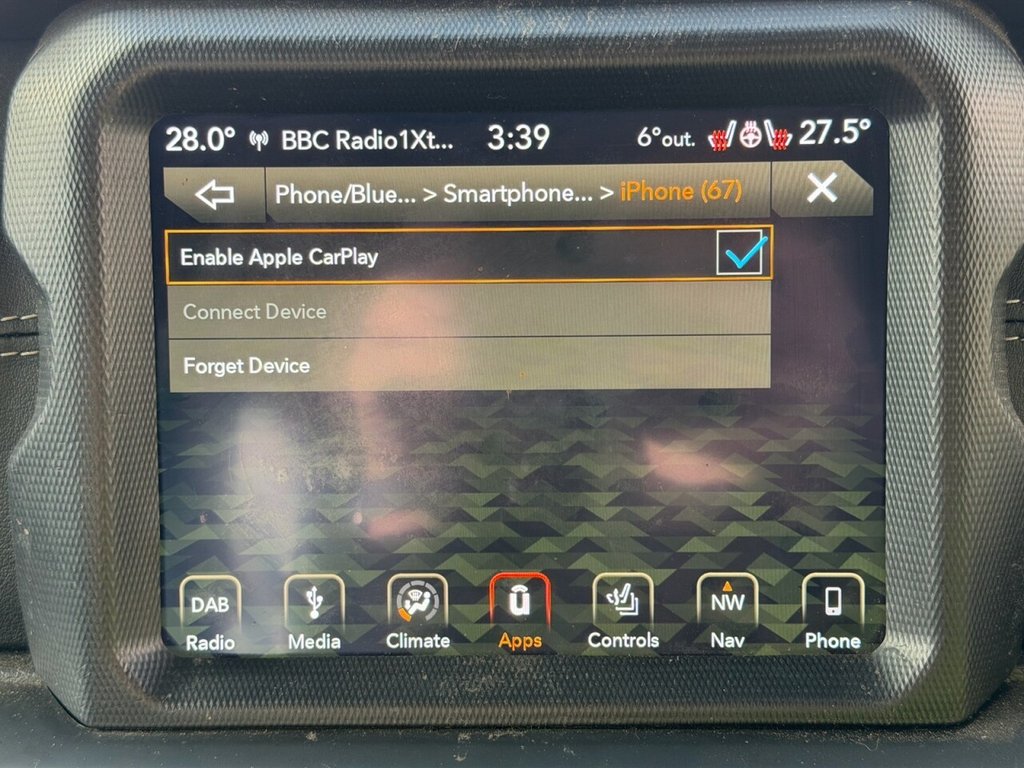 28.0° BBC Radio1Xt... 3:39 6°out. 27.5°
Phone/Blue... > Smartphone... > iPhone (67)
Enable Apple CarPlay
Connect Device
Forget Device
DAB NW
Radio Media Climate Apps Controls Nav Phone